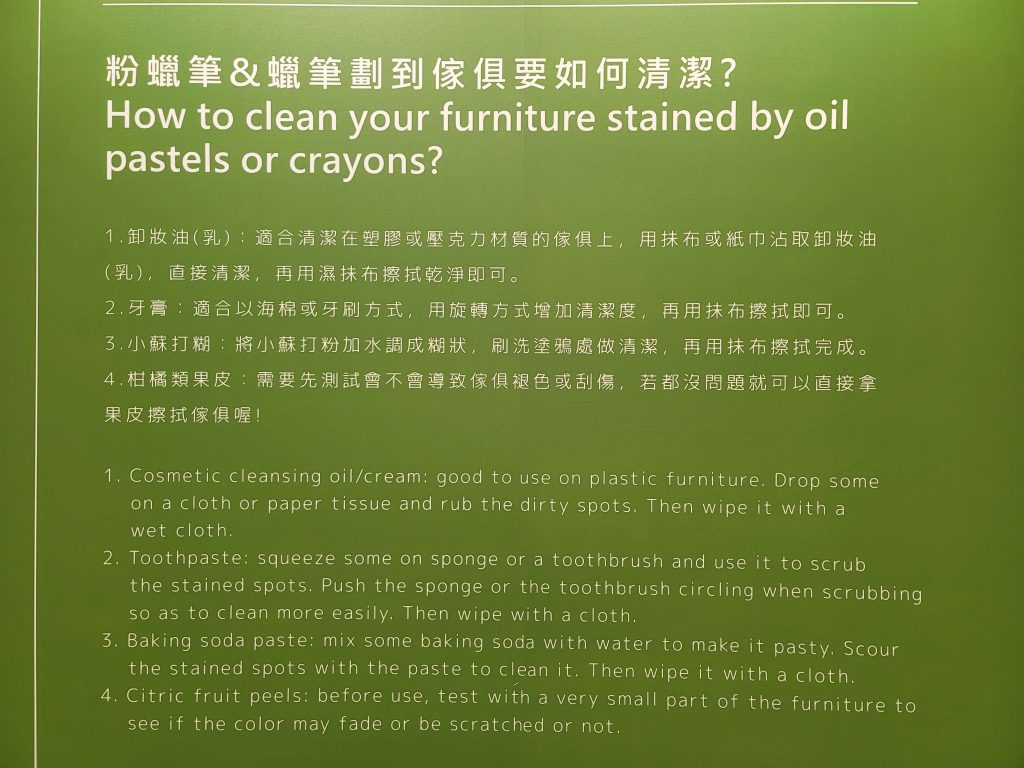 粉蠟筆&蠟筆劃到傢俱要如何清潔?
How to clean your furniture stained by oil
pastels or crayons?
1.卸妝油(乳)：適合清潔在塑膠或壓克力材質的傢俱上，用抹布或紙巾沾取卸妝油
(乳)，直接清潔，再用濕抹布擦拭乾淨即可。
2.牙膏：適合以海棉或牙刷方式，用旋轉方式增加清潔度，再用抹布擦拭即可。
3.小蘇打糊：將小蘇打粉加水調成糊狀，刷洗塗鴉處做清潔，再用抹布擦拭完成。
4.柑橘類果皮：需要先測試會不會導致傢俱褪色或刮傷，若都沒問題就可以直接拿
果皮擦拭傢俱喔!
1. Cosmetic cleansing oil/cream: good to use on plastic furniture. Drop some
on a cloth or paper tissue and rub the dirty spots. Then wipe it with a
wet cloth.
2. Toothpaste: squeeze some on sponge or a toothbrush and use it to scrub
the stained spots. Push the sponge or the toothbrush circling when scrubbing
so as to clean more easily. Then wipe with a cloth.
3. Baking soda paste: mix some baking soda with water to make it pasty. Scour
the stained spots with the paste to clean it. Then wipe it with a cloth.
4. Citric fruit peels: before use, test with a very small part of the furniture to
see if the color may fade or be scratched or not.